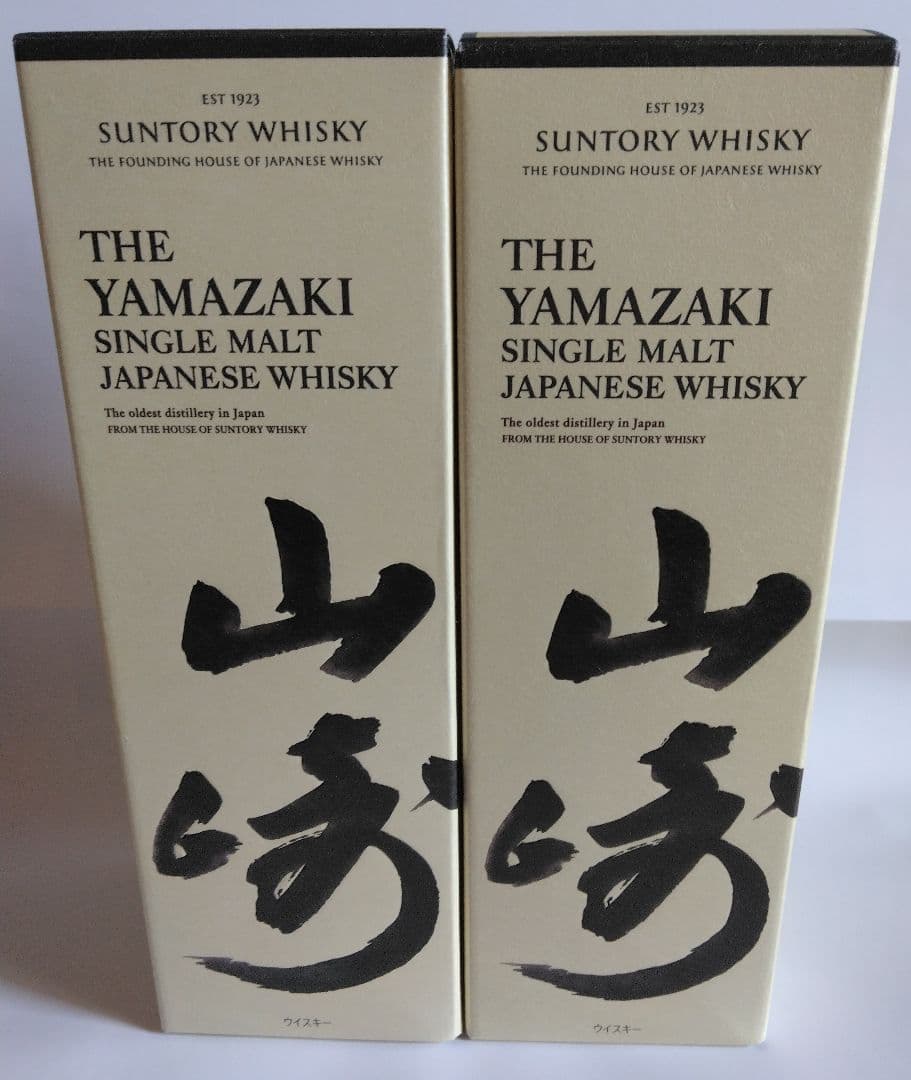 EST 1923
SUNTORY WHISKY
THE FOUNDING HOUSE OF JAPANESE WHISKY
THE
YAMAZAKI
SINGLE MALT
JAPANESE WHISKY
The oldest distillery in Japan
FROM THE HOUSE OF SUNTORY WHISKY
山
崎
ウイスキー
EST 1923
SUNTORY WHISKY
THE FOUNDING HOUSE OF JAPANESE WHISKY
THE
YAMAZAKI
SINGLE MALT
JAPANESE WHISKY
The oldest distillery in Japan
FROM THE HOUSE OF SUNTORY WHISKY
山
崎
ウイスキー